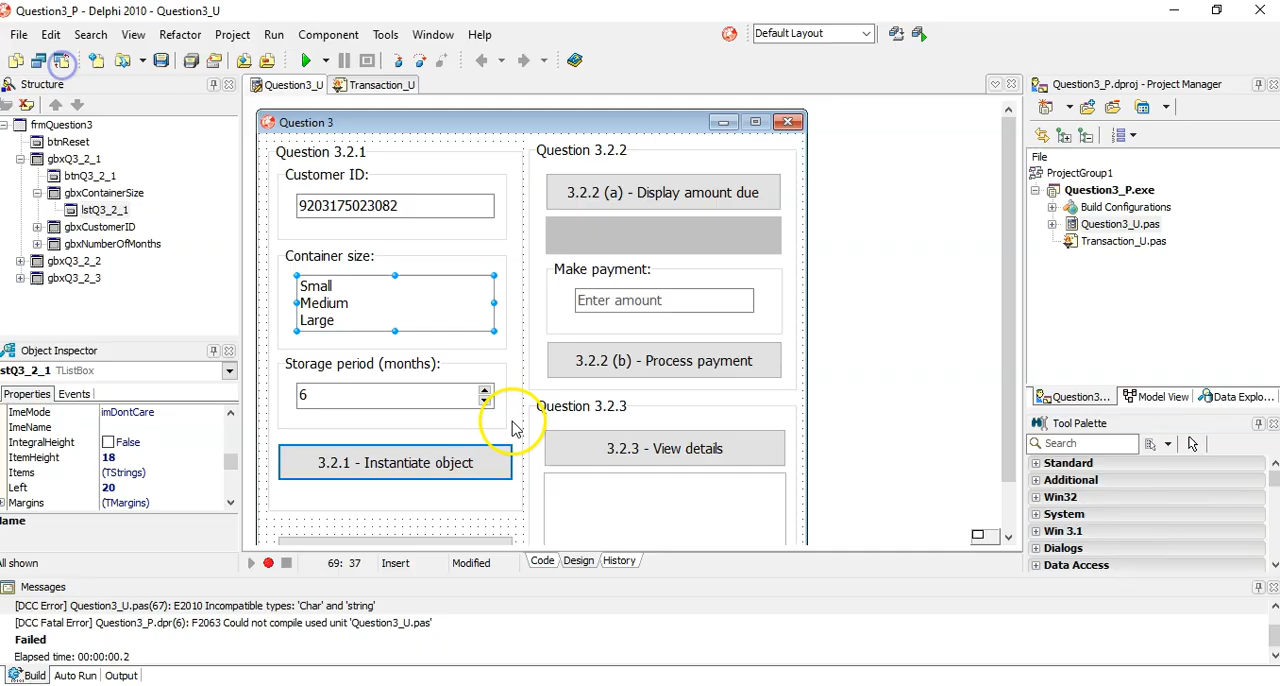 Question3_P - Delphi 2010 - Question3_U
File Edit Search View Refactor Project Run Component Tools Window Help
Default Layout
Structure
frmQuestion3
btnReset
gbxQ3_2_1
btnQ3_2_1
gbxContainerSize
lstQ3_2_1
gbxCustomerID
gbxNumberOfMonths
gbxQ3_2_2
gbxQ3_2_3
Object Inspector
stQ3_2_1 TListBox
Properties Events
ImeMode imDontCare
ImeName
IntegralHeight False
ItemHeight 18
Items (TStrings)
Left 20
Margins (TMargins)
lame
All shown
Question3_U Transaction_U
Question 3
Question 3.2.1
Customer ID:
9203175023082
Container size:
Small
Medium
Large
Storage period (months):
6
3.2.1 - Instantiate object
Question 3.2.2
3.2.2 (a) - Display amount due
Make payment:
Enter amount
3.2.2 (b) - Process payment
Question 3.2.3
3.2.3 - View details
69: 37 Insert Modified
Code Design History
Question3_P.dproj - Project Manager
File
ProjectGroup1
Question3_P.exe
Build Configurations
Question3_U.pas
Transaction_U.pas
Question3... Model View Data Explo...
Tool Palette
Search
Standard
Additional
Win32
System
Win 3.1
Dialogs
Data Access
Messages
[DCC Error] Question3_U.pas(67): E2010 Incompatible types: 'Char' and 'string'
[DCC Fatal Error] Question3_P.dpr(6): F2063 Could not compile used unit 'Question3_U.pas'
Failed
Elapsed time: 00:00:00.2
Build Auto Run Output